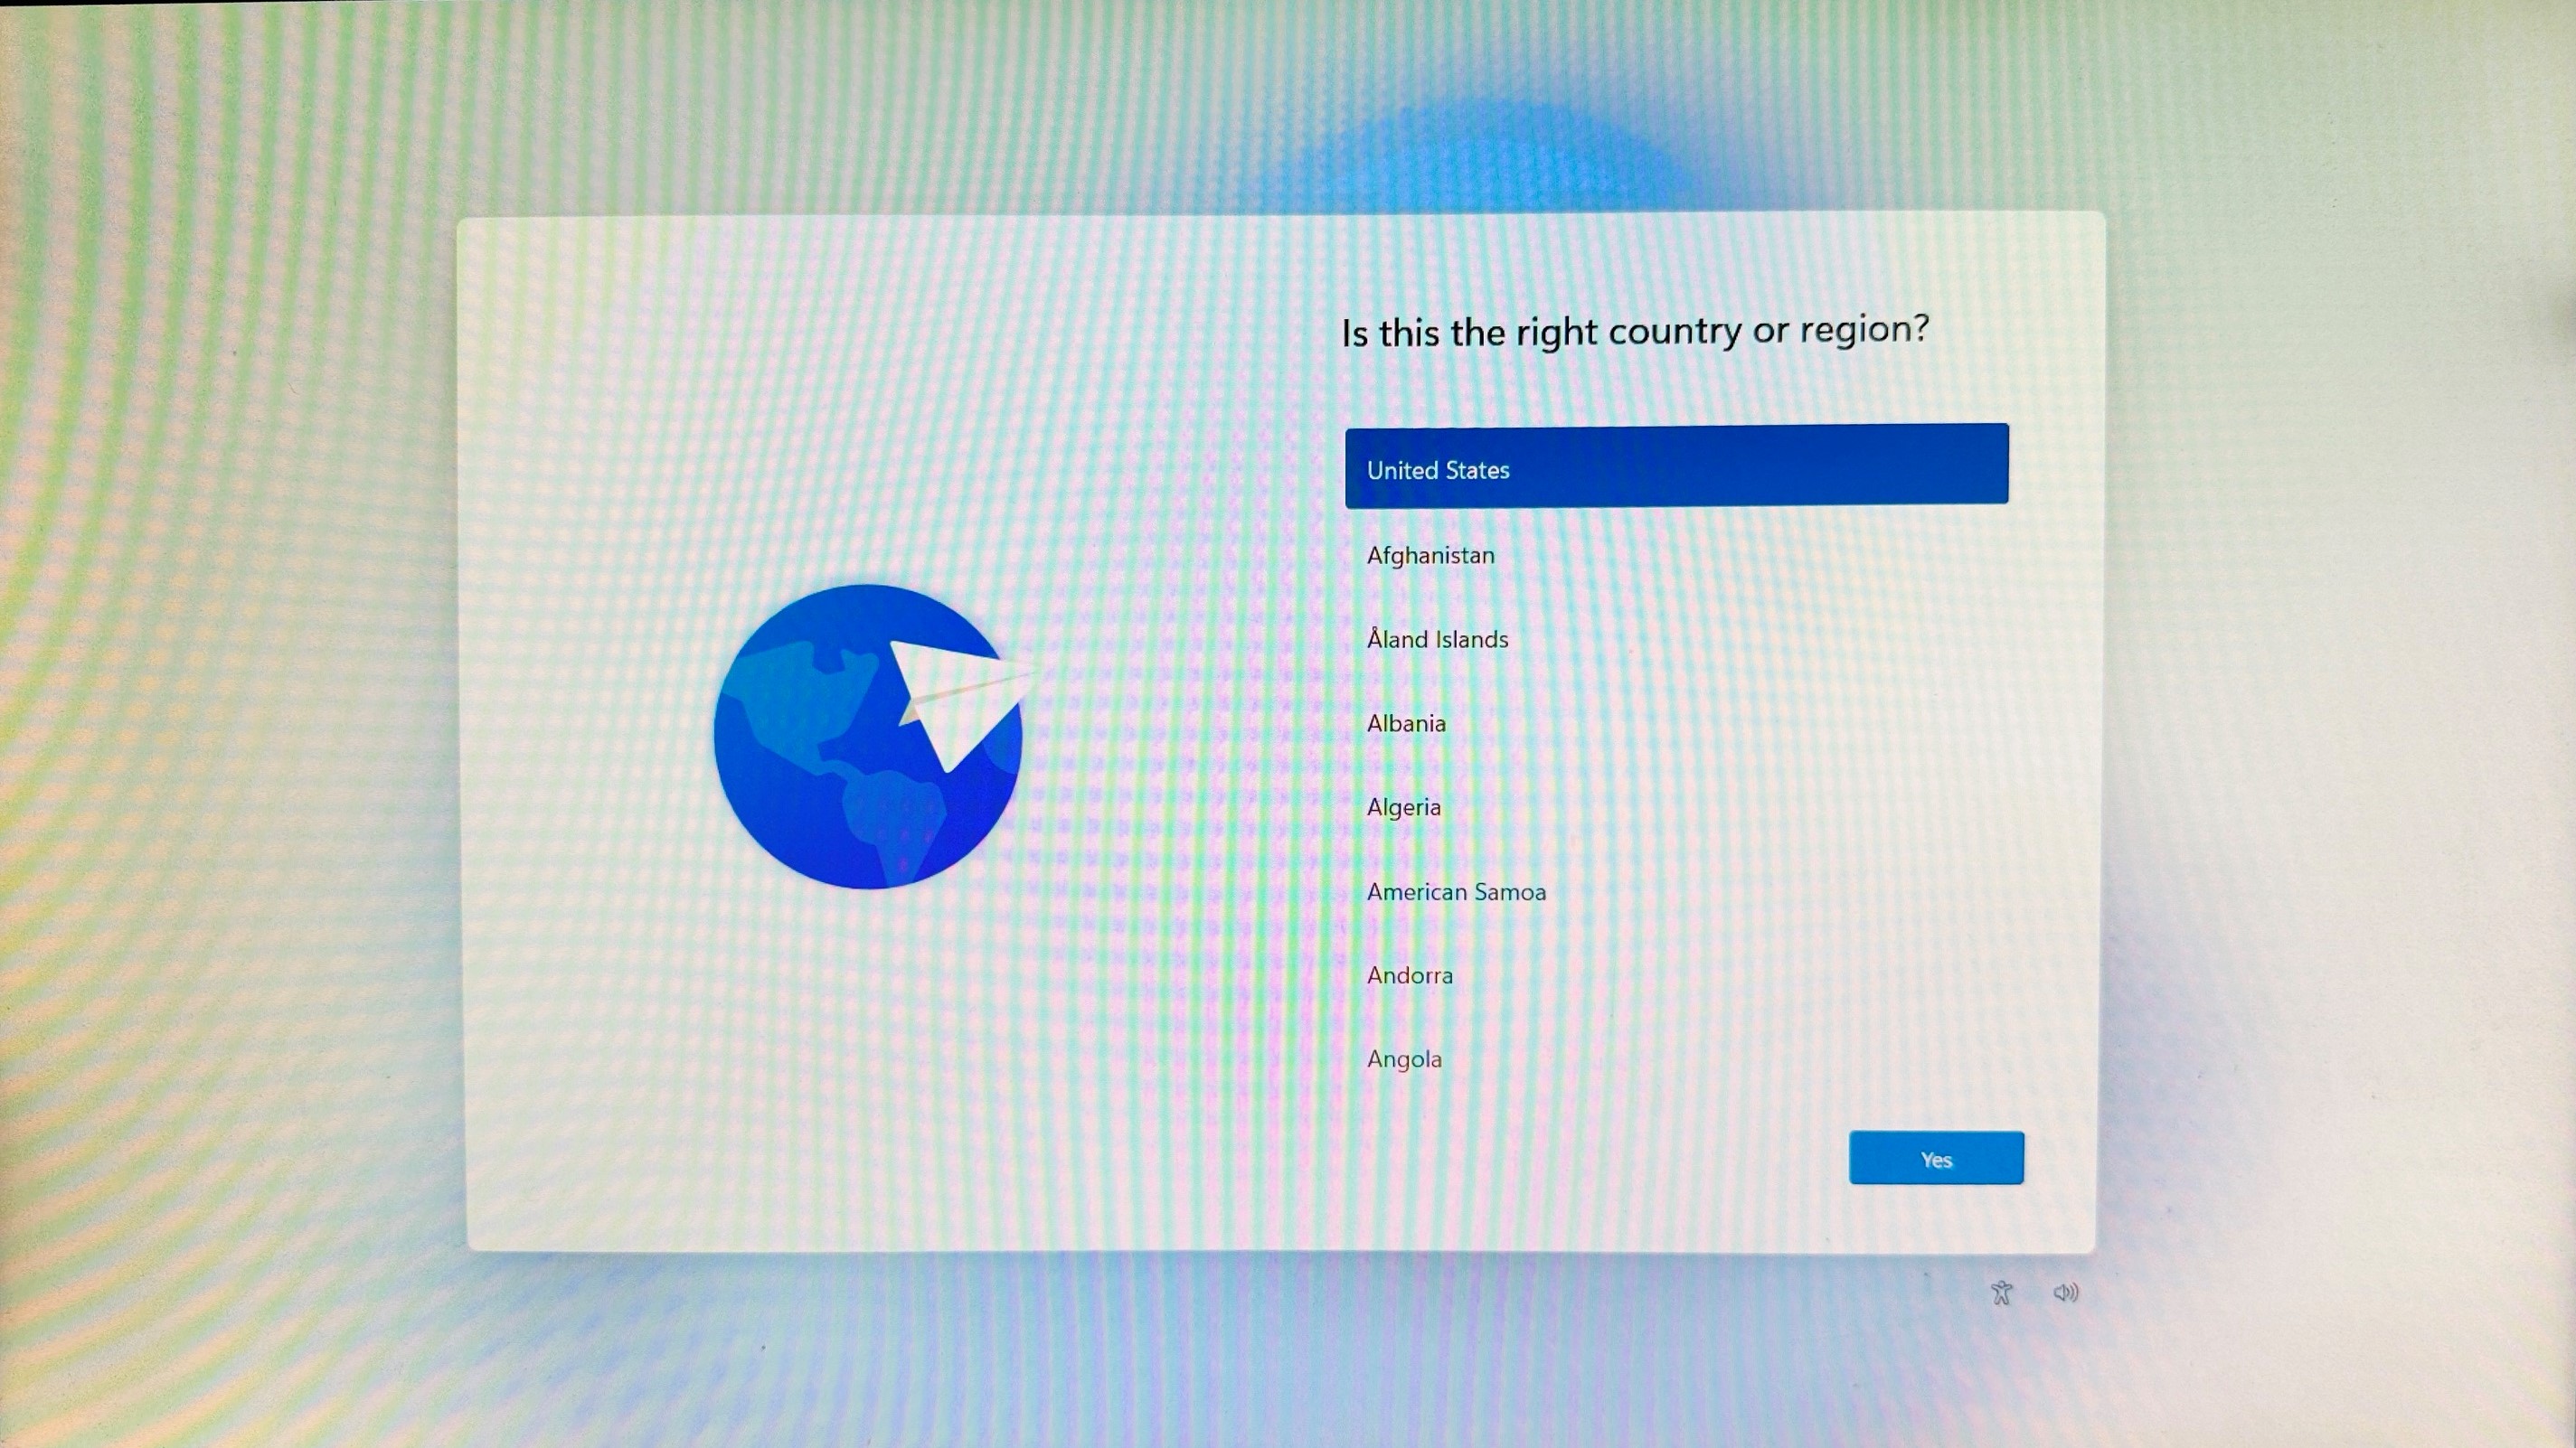 Is this the right country or region?
United States
Afghanistan
Åland Islands
Albania
Algeria
American Samoa
Andorra
Angola
Yes